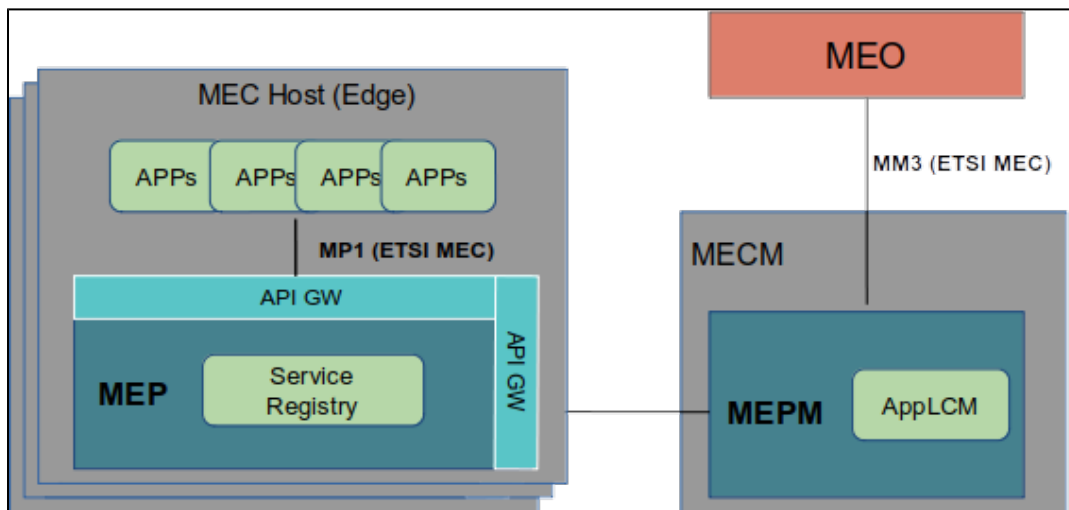 MEC Host (Edge)
APPs
APPs
APPs
APPs
MP1 (ETSI MEC)
API GW
API GW
MEP
Service
Registry
MEO
MM3 (ETSI MEC)
MECM
MEPM
AppLCM